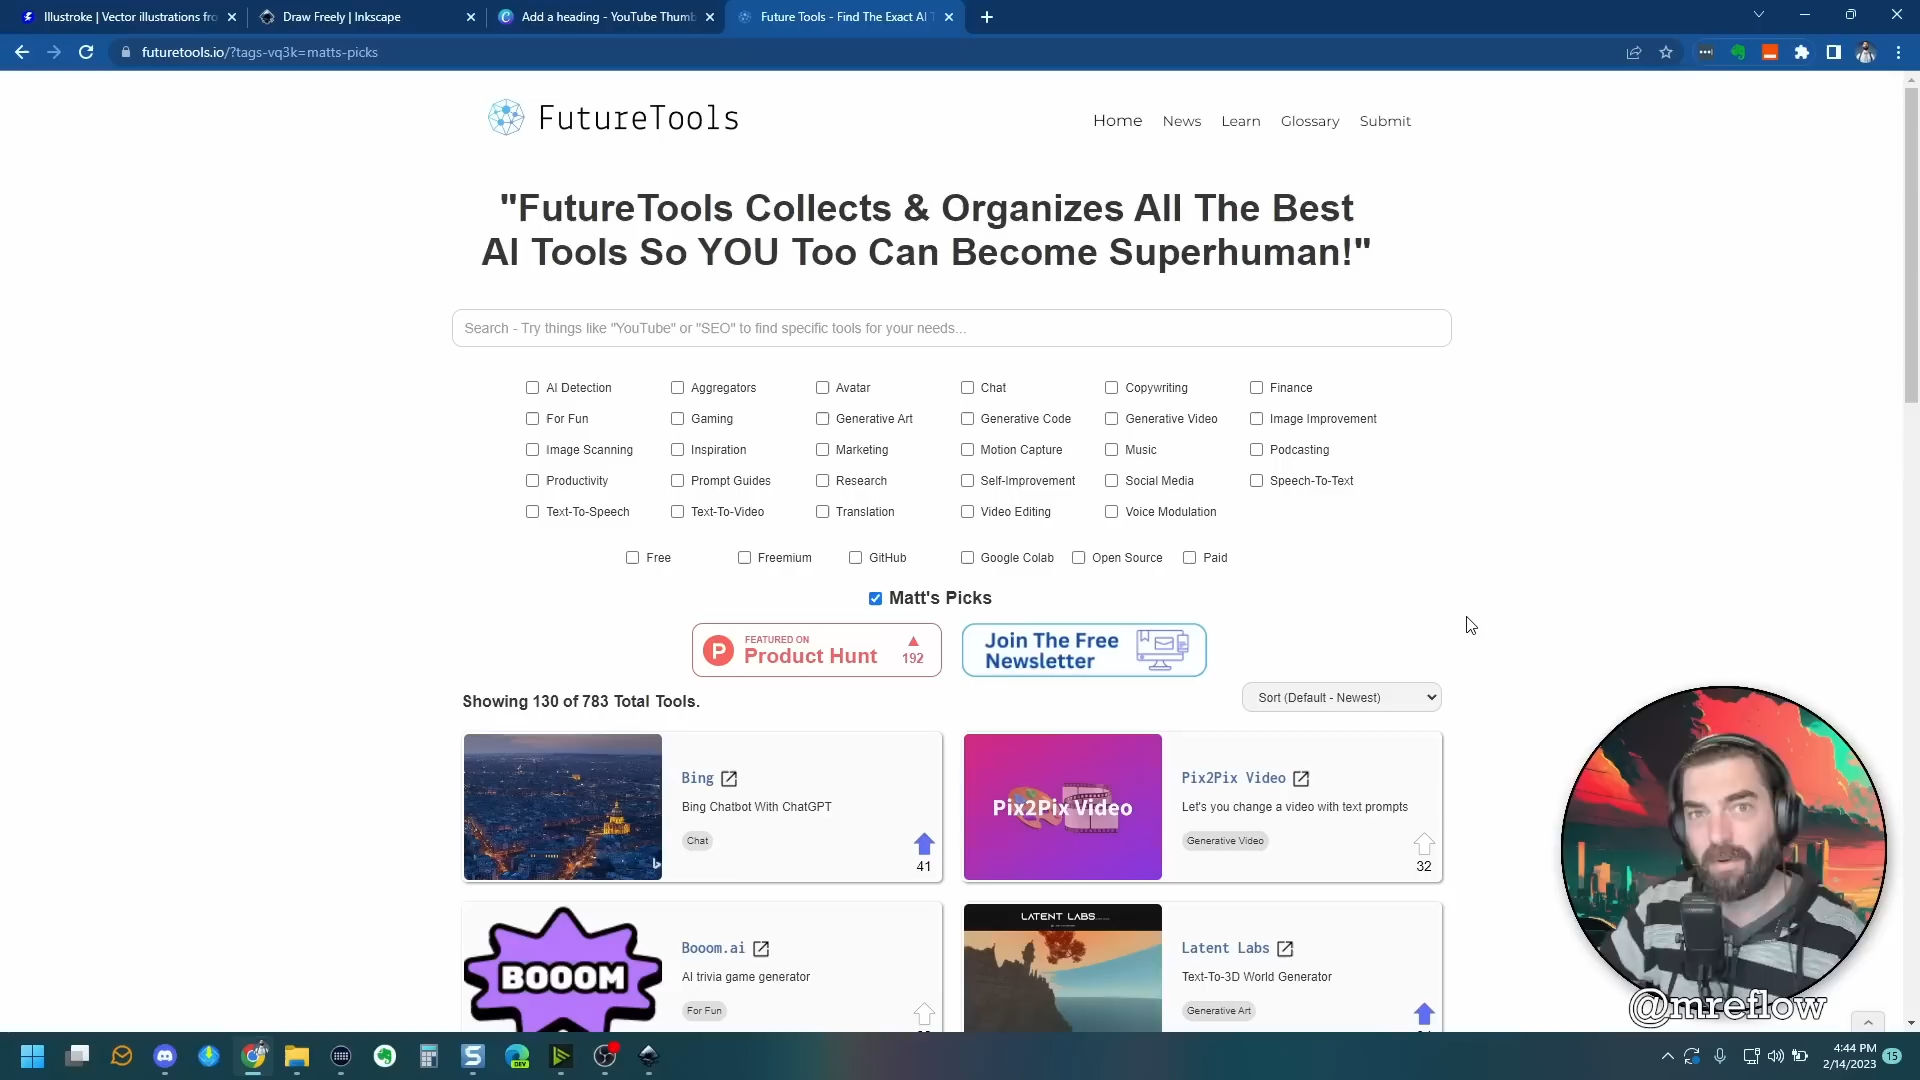 Illustroke | Vector illustrations fro
Draw Freely | Inkscape
Add a heading - YouTube Thumb
Future Tools - Find The Exact AI T
futuretools.io/?tags-vq3k=matts-picks
FutureTools
Home News Learn Glossary Submit
"FutureTools Collects & Organizes All The Best
AI Tools So YOU Too Can Become Superhuman!"
Search - Try things like "YouTube" or "SEO" to find specific tools for your needs...
AI Detection Aggregators Avatar Chat Copywriting Finance
For Fun Gaming Generative Art Generative Code Generative Video Image Improvement
Image Scanning Inspiration Marketing Motion Capture Music Podcasting
Productivity Prompt Guides Research Self-Improvement Social Media Speech-To-Text
Text-To-Speech Text-To-Video Translation Video Editing Voice Modulation
Free Freemium GitHub Google Colab Open Source Paid
Matt's Picks
P
FEATURED ON
Product Hunt
192
Join The Free
Newsletter
Showing 130 of 783 Total Tools.
Sort (Default - Newest)
Bing
Bing Chatbot With ChatGPT
Chat
41
Pix2Pix Video
Pix2Pix Video
Let's you change a video with text prompts
Generative Video
32
BOOOM
Booom.ai
AI trivia game generator
For Fun
LATENT LABS
Latent Labs
Text-To-3D World Generator
Generative Art
@mreflow
S
DEV
4:44 PM
2/14/2023
15